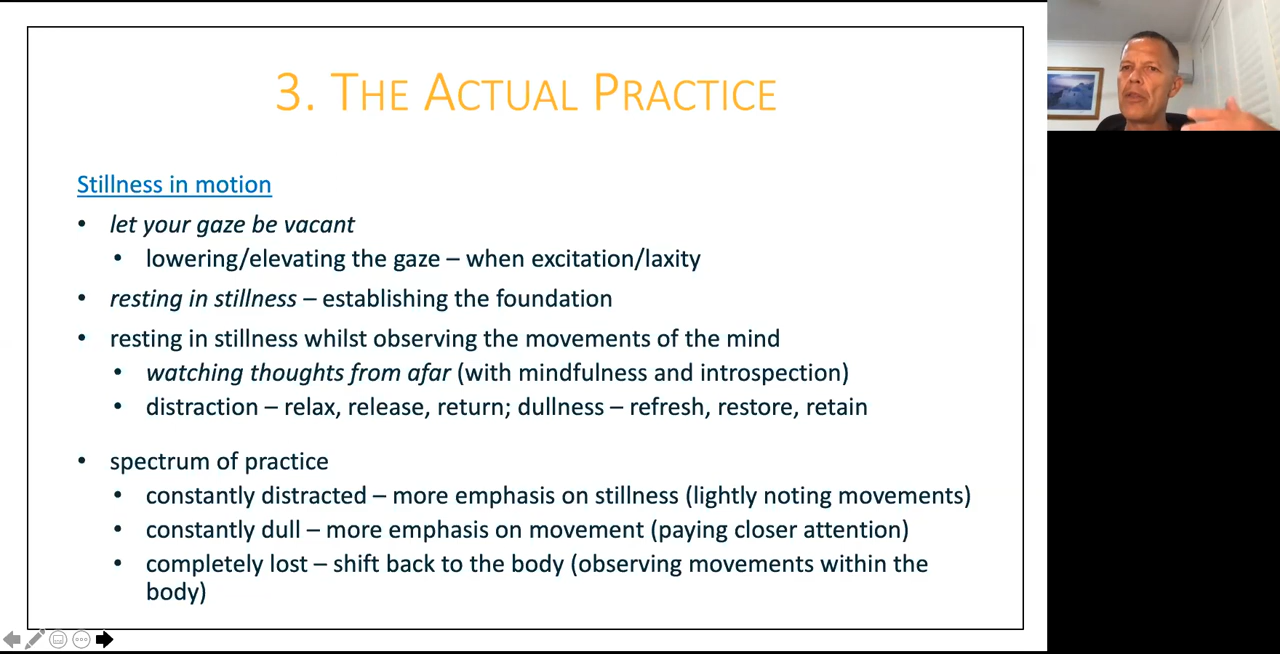 3. The Actual Practice
Stillness in motion
• let your gaze be vacant
• lowering/elevating the gaze – when excitation/laxity
• resting in stillness – establishing the foundation
• resting in stillness whilst observing the movements of the mind
• watching thoughts from afar (with mindfulness and introspection)
• distraction – relax, release, return; dullness – refresh, restore, retain
• spectrum of practice
• constantly distracted – more emphasis on stillness (lightly noting movements)
• constantly dull – more emphasis on movement (paying closer attention)
• completely lost – shift back to the body (observing movements within the
body)